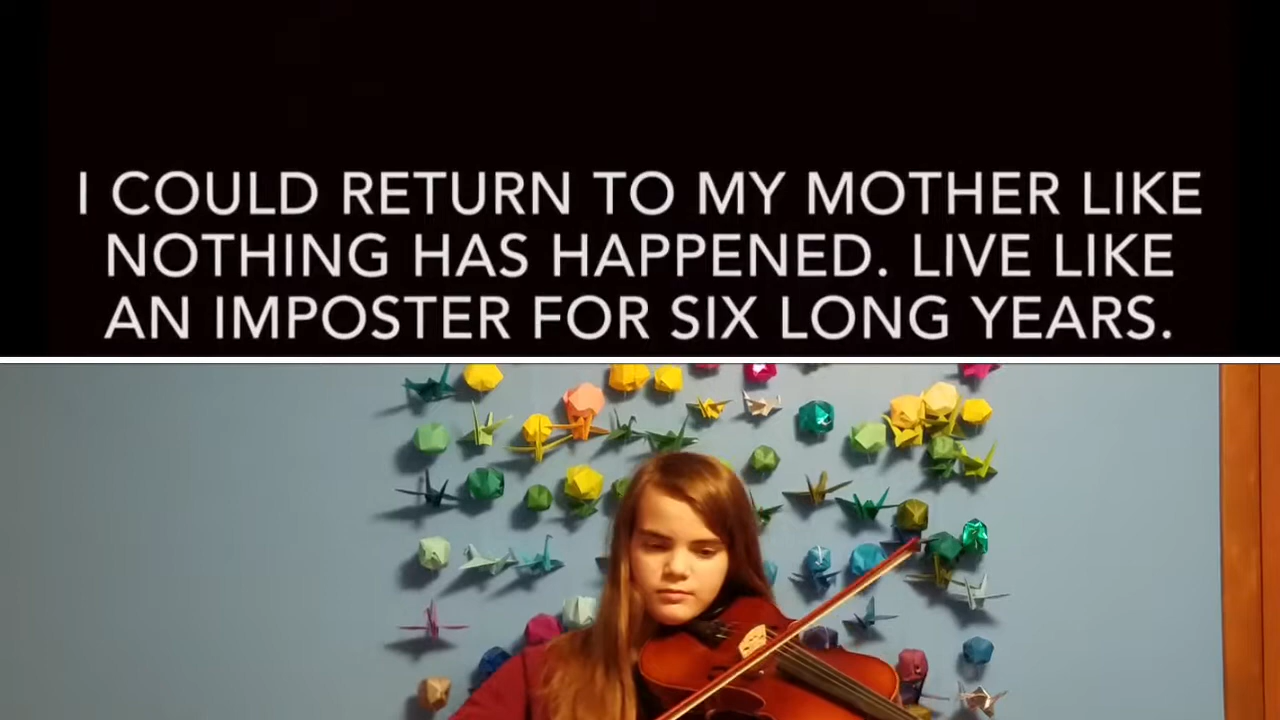 I COULD RETURN TO MY MOTHER LIKE
NOTHING HAS HAPPENED. LIVE LIKE
AN IMPOSTER FOR SIX LONG YEARS.